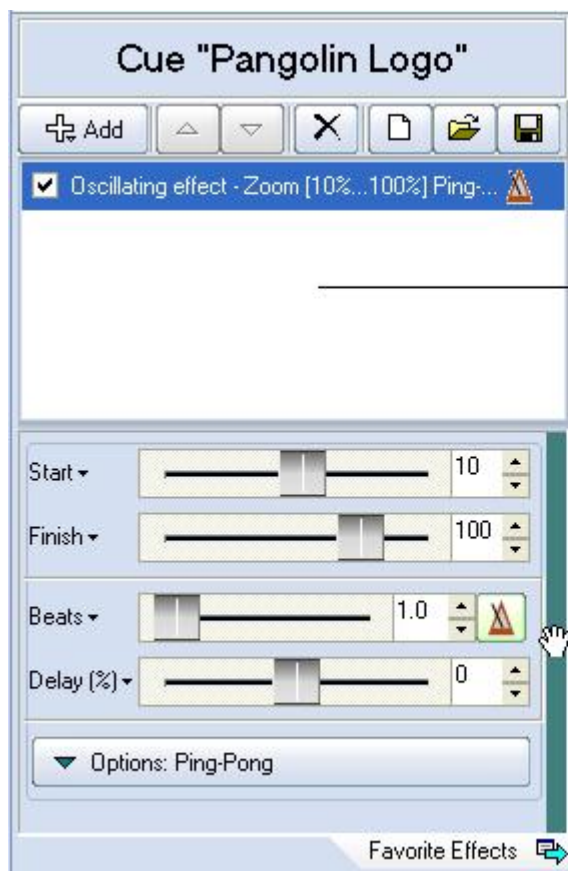 Cue "Pangolin Logo"
Add
Oscillating effect - Zoom [10%...100%] Ping-...
Start 10
Finish 100
Beats 1.0
Delay (%) 0
Options: Ping-Pong
Favorite Effects